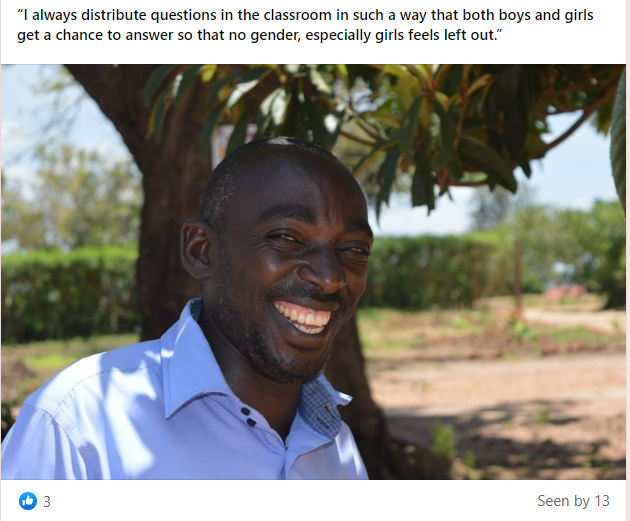 “I always distribute questions in the classroom in such a way that both boys and girls
get a chance to answer so that no gender, especially girls feels left out.”
3
Seen by 13